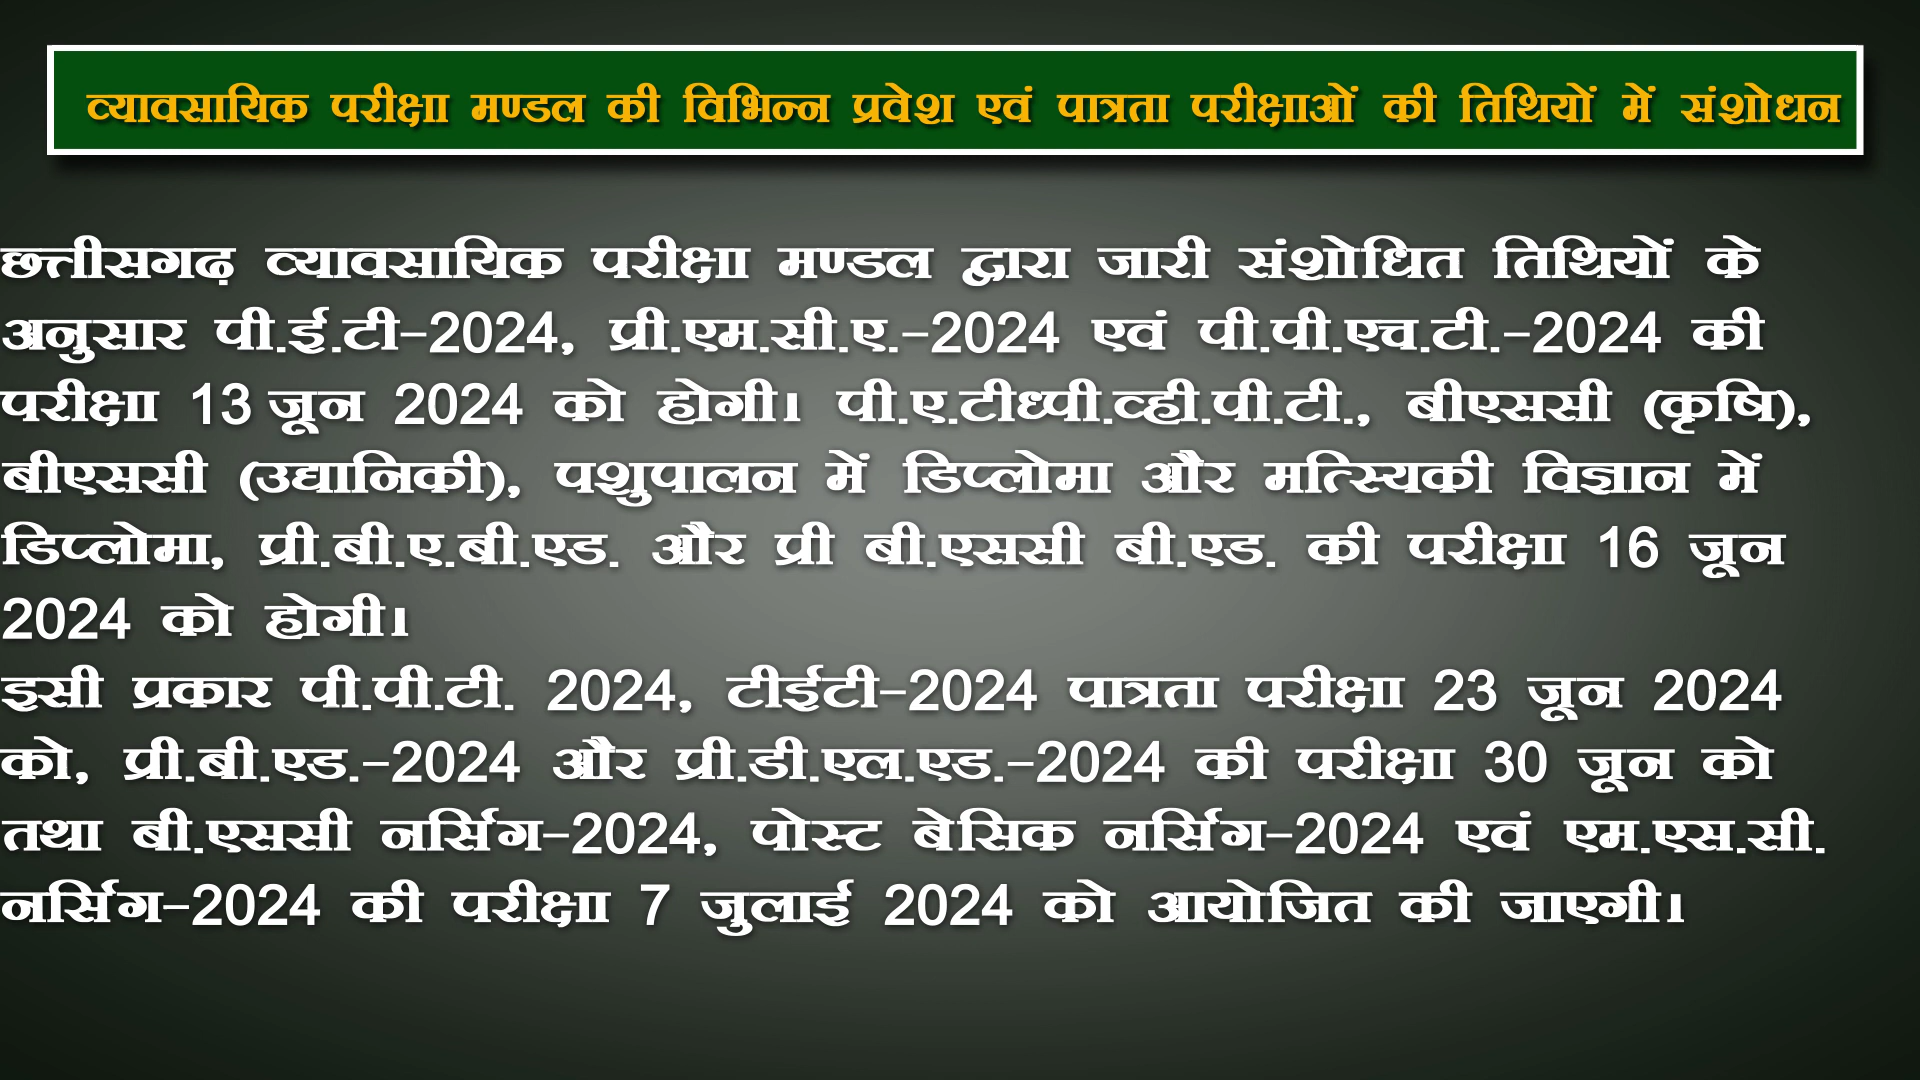 व्यावसायिक परीक्षा मण्डल की विभिन्न प्रवेश एवं पात्रता परीक्षाओं की तिथियों में संशोधन
छत्तीसगढ़ व्यावसायिक परीक्षा मण्डल द्वारा जारी संशोधित तिथियों के
अनुसार पी.ई.टी-2024, प्री.एम.सी.ए.-2024 एवं पी.पी.एच.टी.-2024 की
परीक्षा 13 जून 2024 को होगी। पी.ए.टीध्पी.व्ही.पी.टी., बीएससी (कृषि),
बीएससी (उद्यानिकी), पशुपालन में डिप्लोमा और मत्स्यिकी विज्ञान में
डिप्लोमा, प्री.बी.ए.बी.एड. और प्री बी.एससी बी.एड. की परीक्षा 16 जून
2024 को होगी।
इसी प्रकार पी.पी.टी. 2024, टीईटी-2024 पात्रता परीक्षा 23 जून 2024
को, प्री.बी.एड.-2024 और प्री.डी.एल.एड.-2024 की परीक्षा 30 जून को
तथा बी.एससी नर्सिंग-2024, पोस्ट बेसिक नर्सिंग-2024 एवं एम.एस.सी.
नर्सिंग-2024 की परीक्षा 7 जुलाई 2024 को आयोजित की जाएगी।